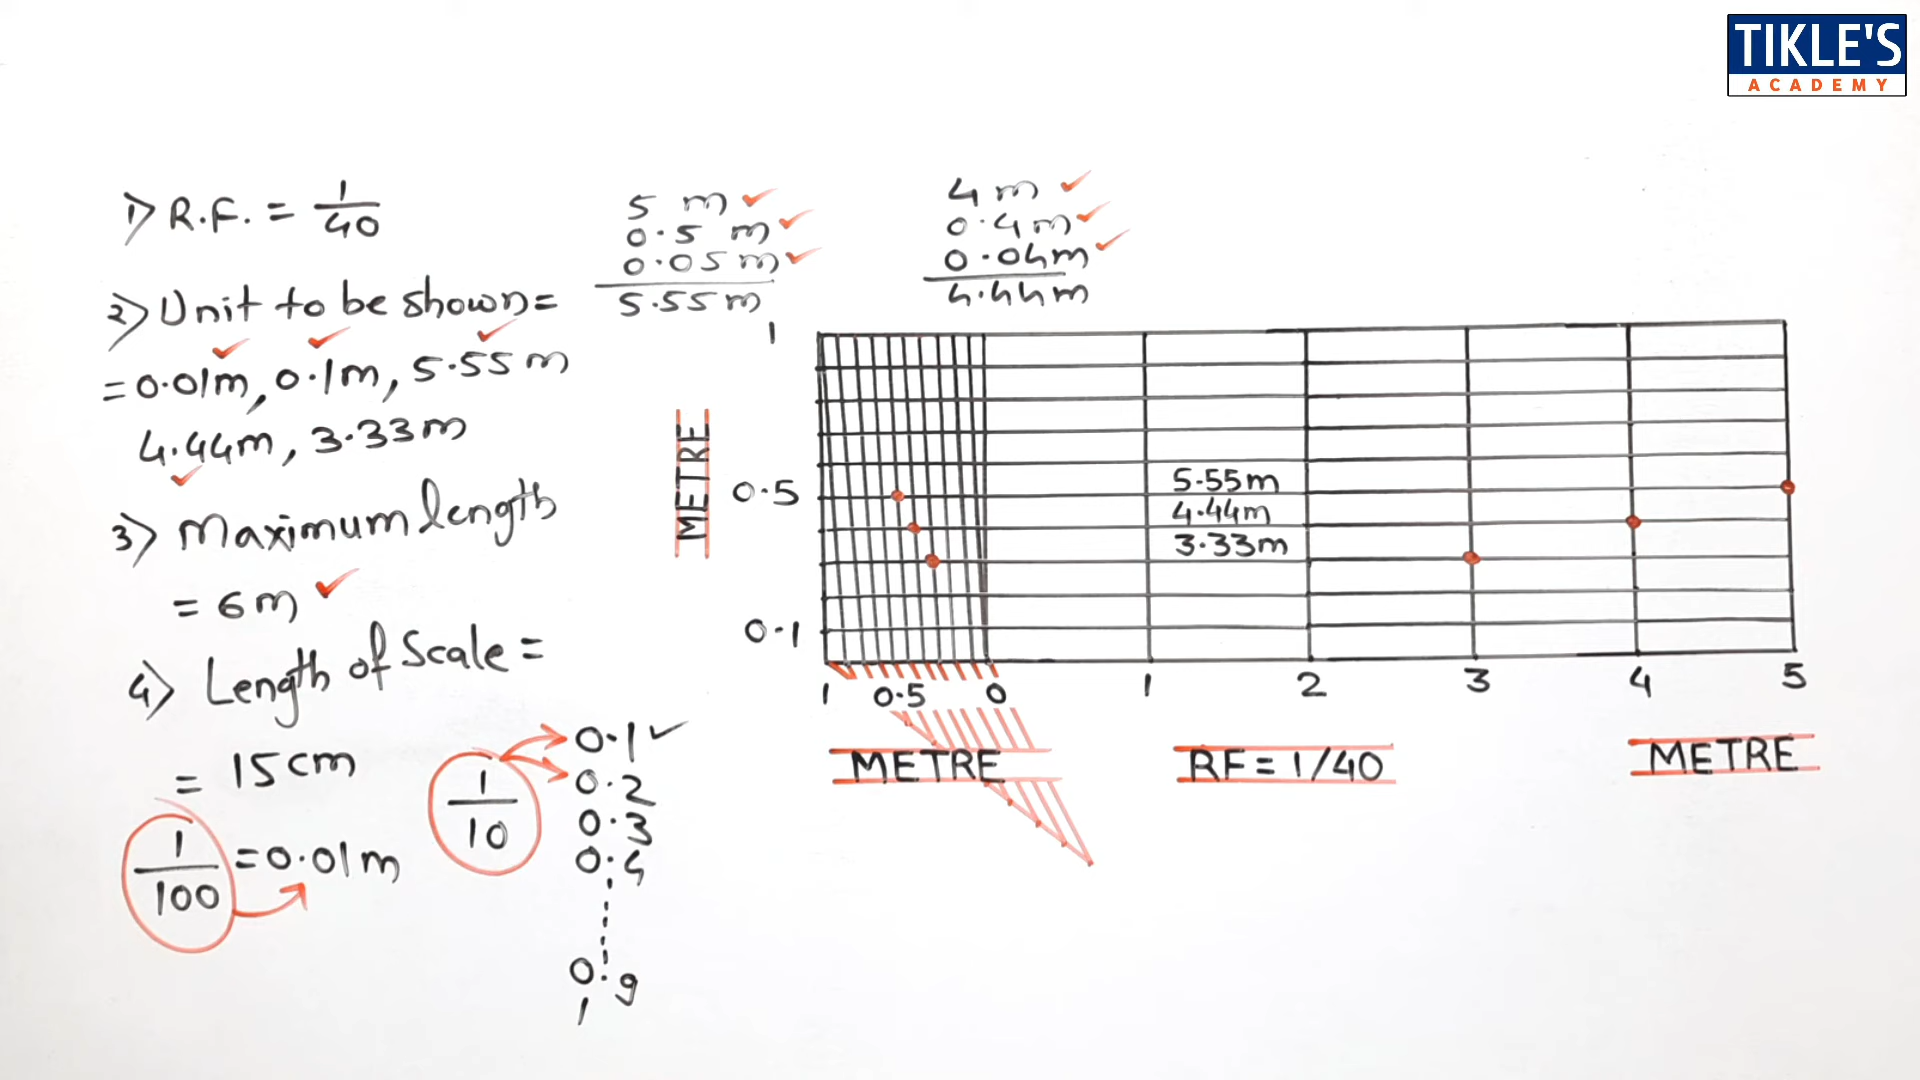 TIKLE'S
ACADEMY
1) R.F. = 1/40
2) Unit to be shown =
= 0.01m, 0.1m, 5.55m
4.44m, 3.33m
3) Maximum length
= 6m
4) Length of Scale =
= 15cm
1/100 = 0.01m
1/10
0.1
0.2
0.3
0.4
0.9
1
5 m
0.5 m
0.05m
5.55m
4m
0.4m
0.04m
4.44m
1
0.5
0.1
METRE
5.55m
4.44m
3.33m
1 0.5 0 1 2 3 4 5
METRE RF = 1/40 METRE